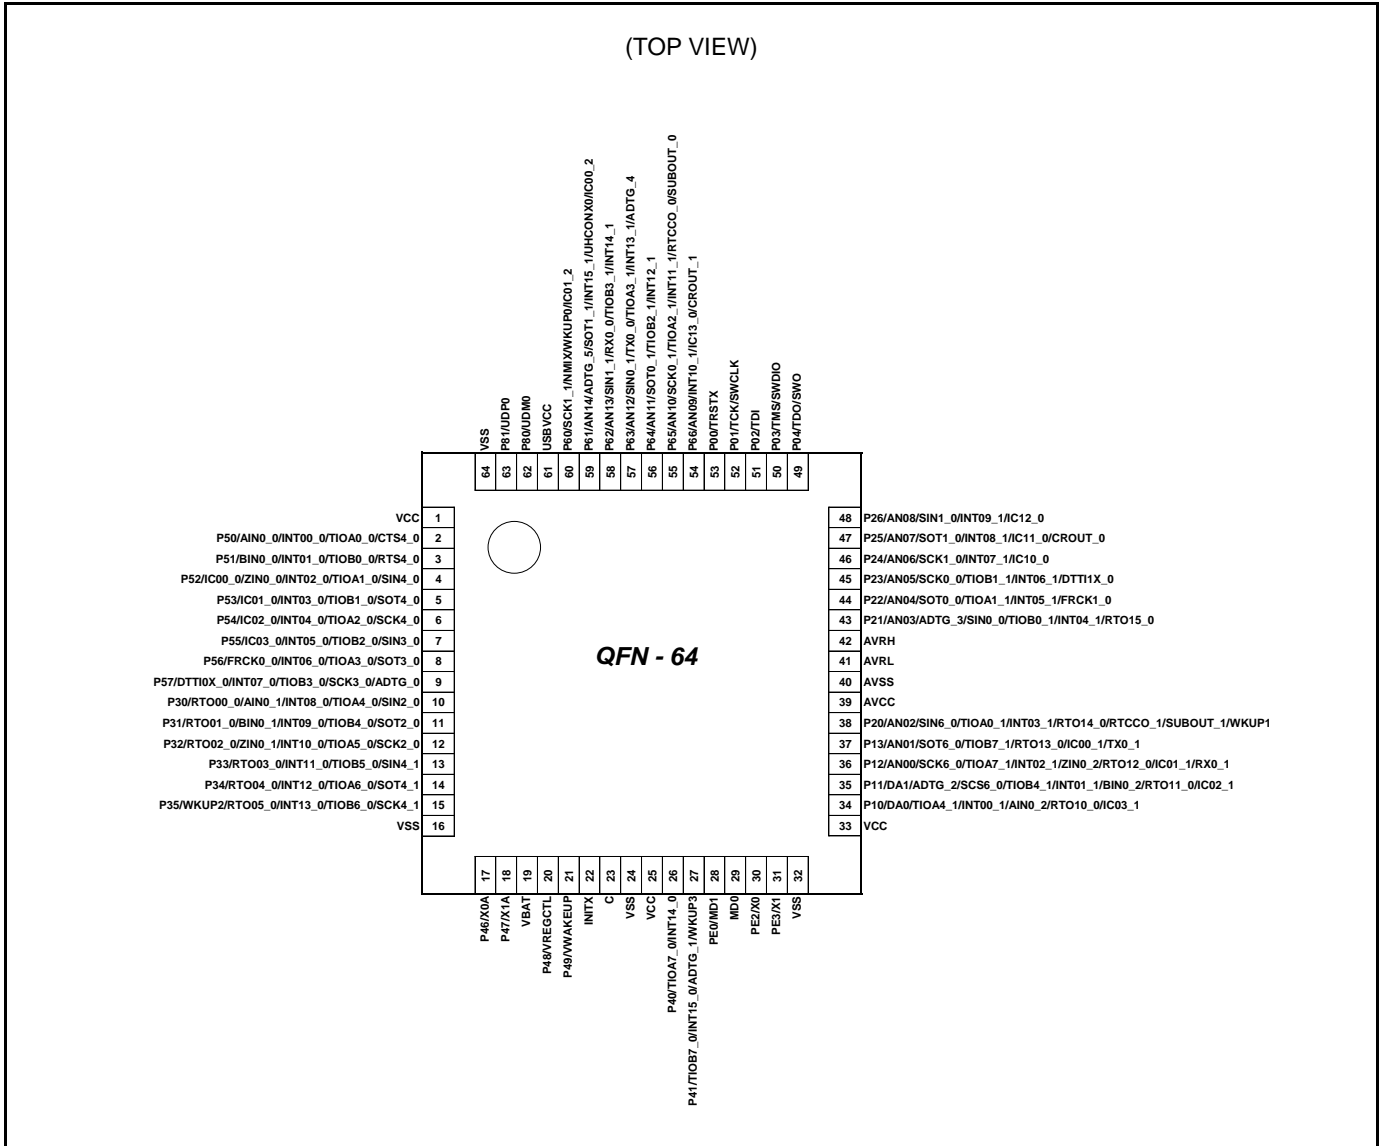 (TOP VIEW)
VSS
P81/UDP0
P80/UDM0
USBVCC
P60/SCK1_1/NMIX/WKUP0/IC01_2
P61/AN14/ADTG_5/SOT1_1/INT15_1/UHCONX0/IC00_2
P62/AN13/SIN1_1/RX0_0/TIOB3_1/INT14_1
P63/AN12/SIN0_1/TX0_0/TIOA3_1/INT13_1/ADTG_4
P64/AN11/SOT0_1/TIOB2_1/INT12_1
P65/AN10/SCK0_1/TIOA2_1/INT11_1/RTCCO_0/SUBOUT_0
P66/AN09/INT10_1/IC13_0/CROUT_1
P00/TRSTX
P01/TCK/SWCLK
P02/TDI
P03/TMS/SWDIO
P04/TDO/SWO
64 63 62 61 60 59 58 57 56 55 54 53 52 51 50 49
VCC 1
P50/AIN0_0/INT00_0/TIOA0_0/CTS4_0 2
P51/BIN0_0/INT01_0/TIOB0_0/RTS4_0 3
P52/IC00_0/ZIN0_0/INT02_0/TIOA1_0/SIN4_0 4
P53/IC01_0/INT03_0/TIOB1_0/SOT4_0 5
P54/IC02_0/INT04_0/TIOA2_0/SCK4_0 6
P55/IC03_0/INT05_0/TIOB2_0/SIN3_0 7
P56/FRCK0_0/INT06_0/TIOA3_0/SOT3_0 8
P57/DTTI0X_0/INT07_0/TIOB3_0/SCK3_0/ADTG_0 9
P30/RTO00_0/AIN0_1/INT08_0/TIOA4_0/SIN2_0 10
P31/RTO01_0/BIN0_1/INT09_0/TIOB4_0/SOT2_0 11
P32/RTO02_0/ZIN0_1/INT10_0/TIOA5_0/SCK2_0 12
P33/RTO03_0/INT11_0/TIOB5_0/SIN4_1 13
P34/RTO04_0/INT12_0/TIOA6_0/SOT4_1 14
P35/WKUP2/RTO05_0/INT13_0/TIOB6_0/SCK4_1 15
VSS 16
QFN - 64
48 P26/AN08/SIN1_0/INT09_1/IC12_0
47 P25/AN07/SOT1_0/INT08_1/IC11_0/CROUT_0
46 P24/AN06/SCK1_0/INT07_1/IC10_0
45 P23/AN05/SCK0_0/TIOB1_1/INT06_1/DTTI1X_0
44 P22/AN04/SOT0_0/TIOA1_1/INT05_1/FRCK1_0
43 P21/AN03/ADTG_3/SIN0_0/TIOB0_1/INT04_1/RTO15_0
42 AVRH
41 AVRL
40 AVSS
39 AVCC
38 P20/AN02/SIN6_0/TIOA0_1/INT03_1/RTO14_0/RTCCO_1/SUBOUT_1/WKUP1
37 P13/AN01/SOT6_0/TIOB7_1/RTO13_0/IC00_1/TX0_1
36 P12/AN00/SCK6_0/TIOA7_1/INT02_1/ZIN0_2/RTO12_0/IC01_1/RX0_1
35 P11/DA1/ADTG_2/SCS6_0/TIOB4_1/INT01_1/BIN0_2/RTO11_0/IC02_1
34 P10/DA0/TIOA4_1/INT00_1/AIN0_2/RTO10_0/IC03_1
33 VCC
17 18 19 20 21 22 23 24 25 26 27 28 29 30 31 32
P46/X0A
P47/X1A
VBAT
P48/VREGCTL
P49/VWAKEUP
INITX
C
VSS
VCC
P40/TIOA7_0/INT14_0
P41/TIOB7_0/INT15_0/ADTG_1/WKUP3
PE0/MD1
MD0
PE2/X0
PE3/X1
VSS